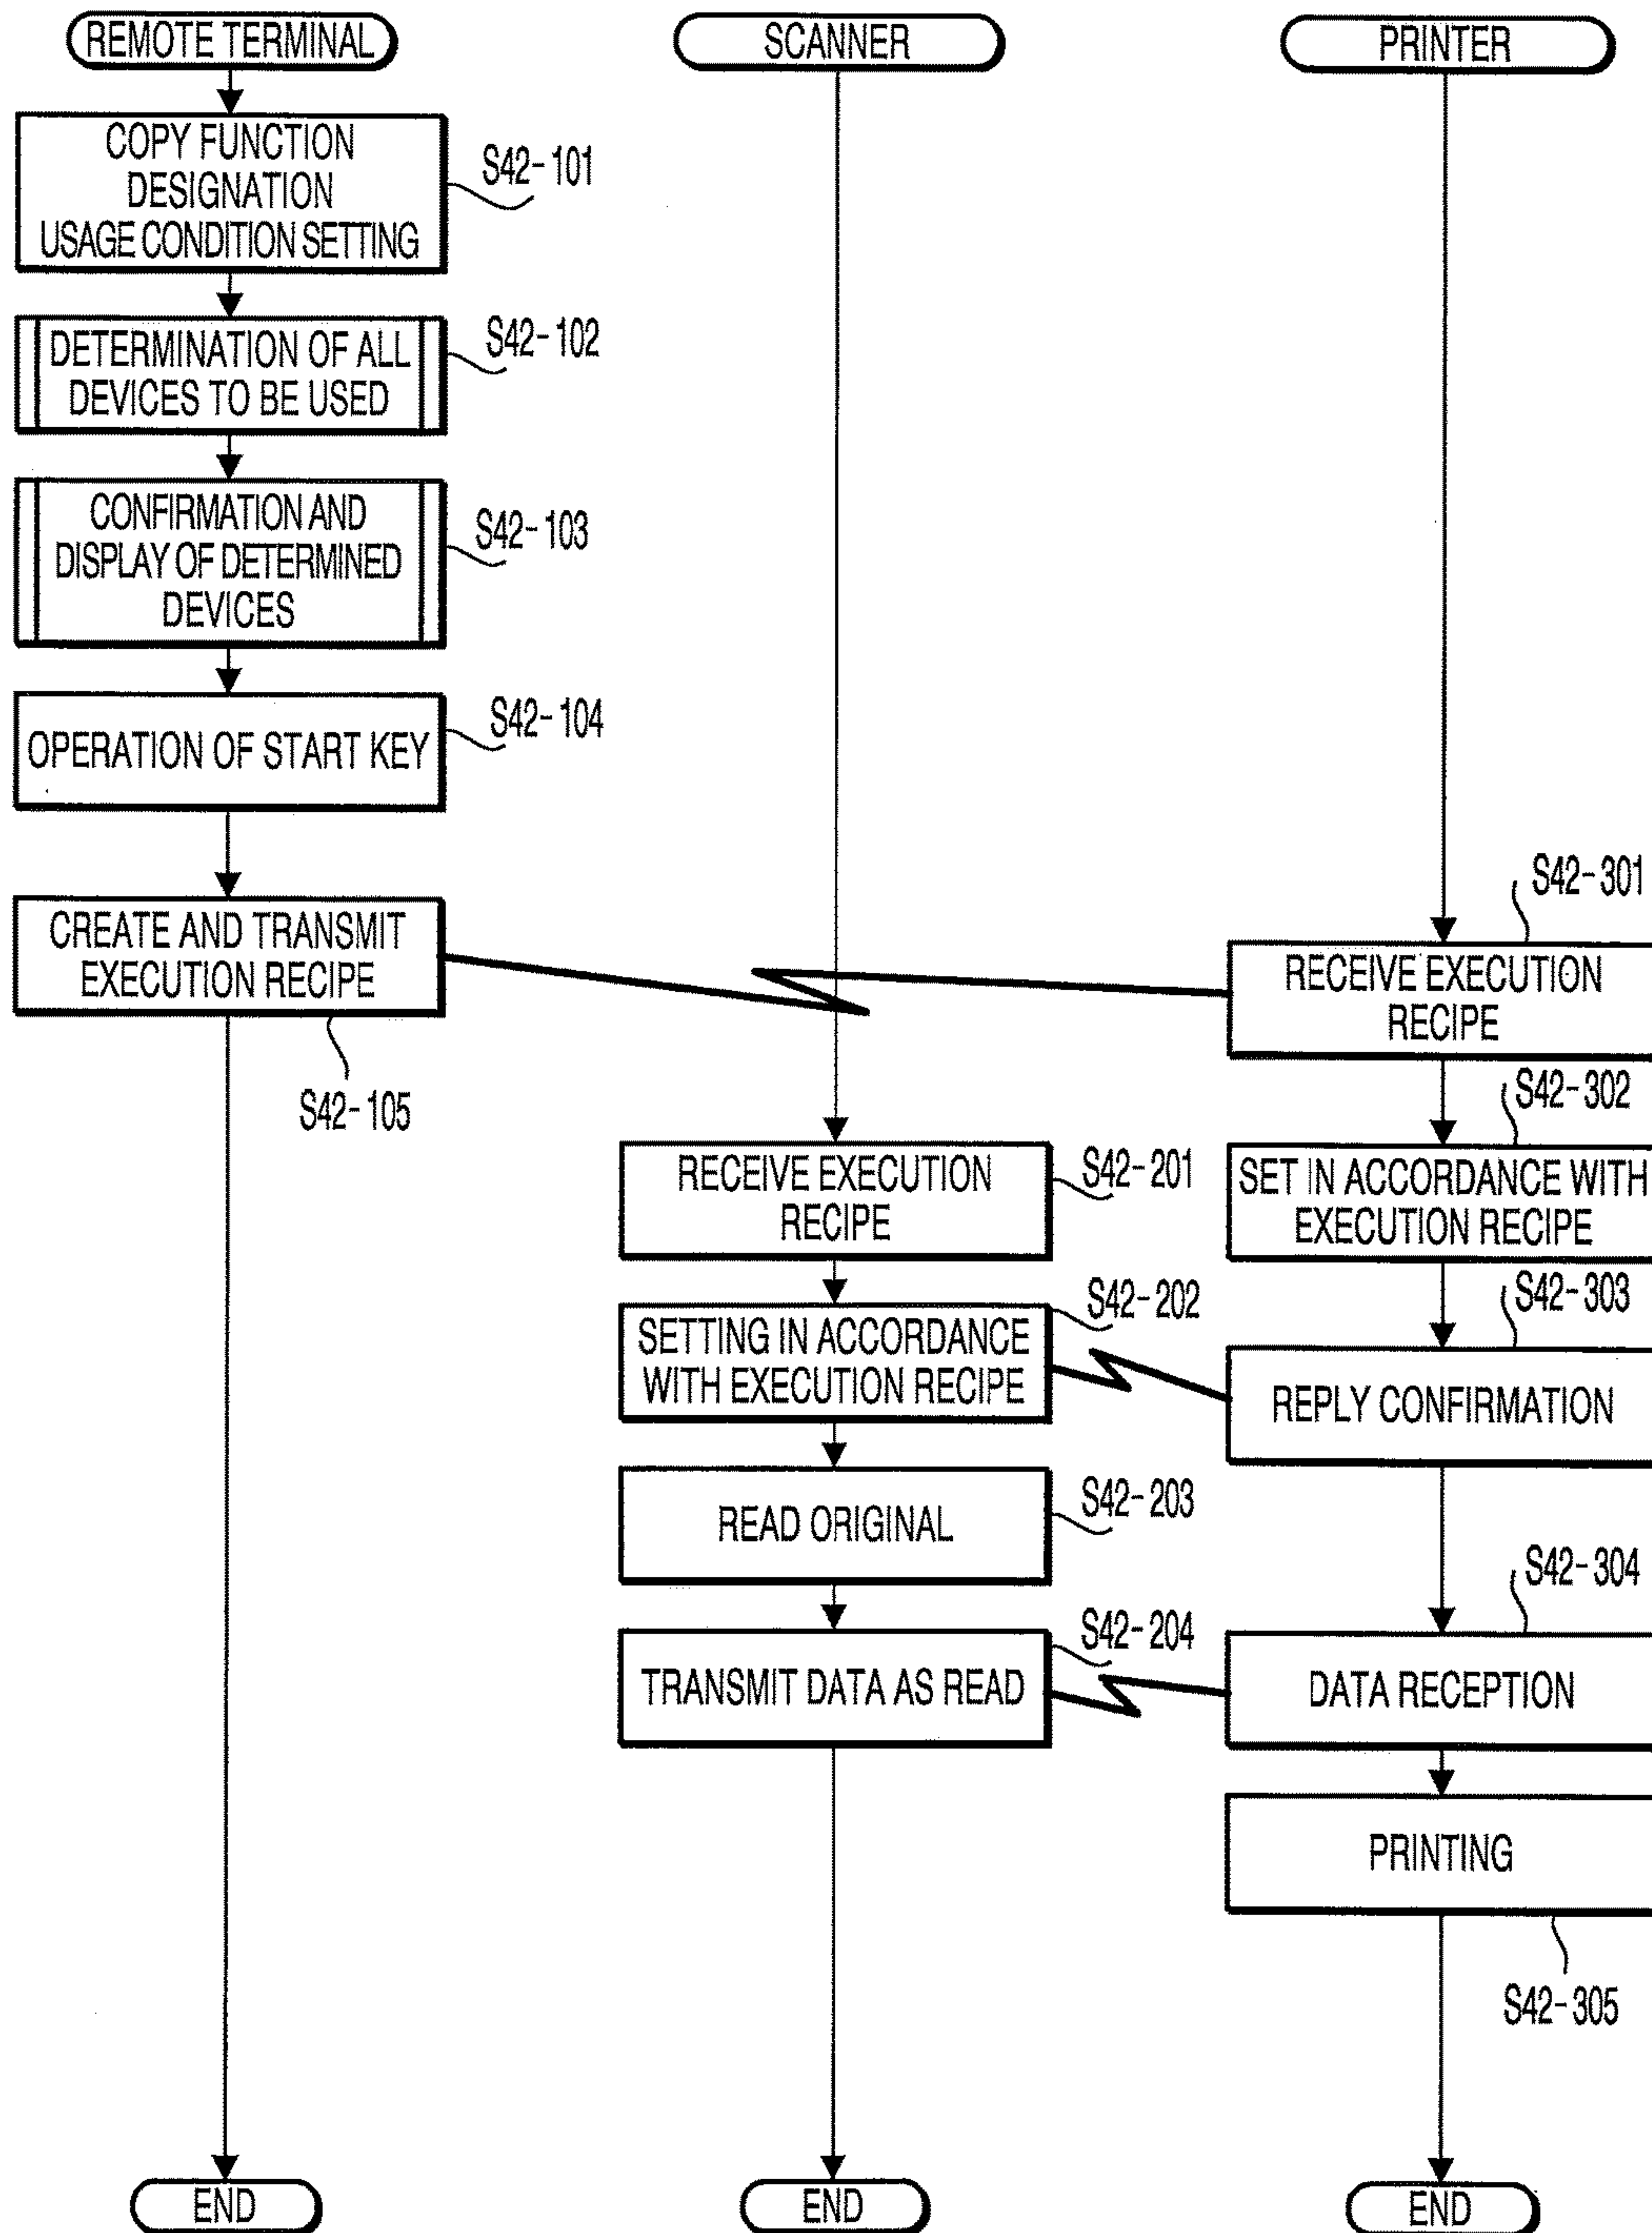 REMOTE TERMINAL
COPY FUNCTION
DESIGNATION
USAGE CONDITION SETTING
S42-101
DETERMINATION OF ALL
DEVICES TO BE USED
S42-102
CONFIRMATION AND
DISPLAY OF DETERMINED
DEVICES
S42-103
OPERATION OF START KEY
S42-104
CREATE AND TRANSMIT
EXECUTION RECIPE
S42-105
END
SCANNER
RECEIVE EXECUTION
RECIPE
S42-201
SETTING IN ACCORDANCE
WITH EXECUTION RECIPE
S42-202
READ ORIGINAL
S42-203
TRANSMIT DATA AS READ
S42-204
END
PRINTER
S42-301
RECEIVE EXECUTION
RECIPE
S42-302
SET IN ACCORDANCE WITH
EXECUTION RECIPE
S42-303
REPLY CONFIRMATION
S42-304
DATA RECEPTION
PRINTING
S42-305
END